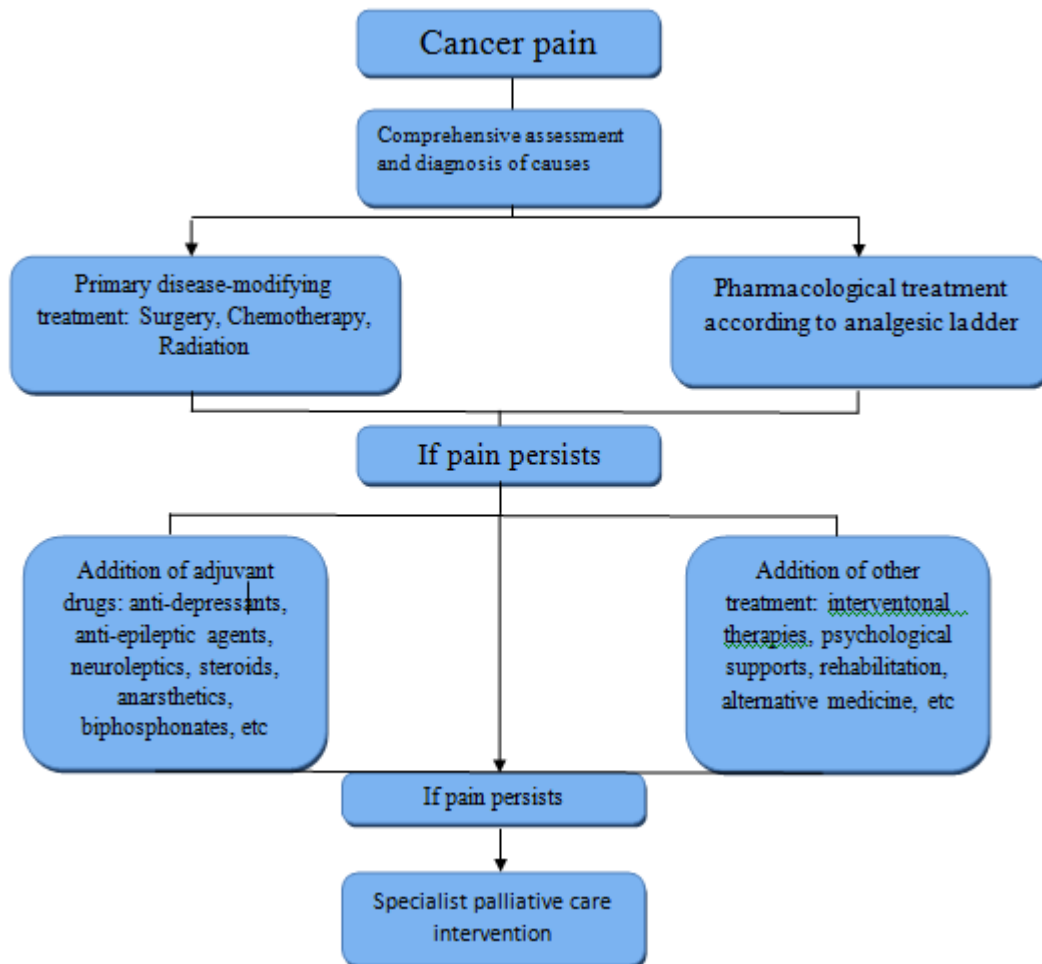 Cancer pain
Comprehensive assessment
and diagnosis of causes
Primary disease-modifying
treatment: Surgery, Chemotherapy,
Radiation
Pharmacological treatment
according to analgesic ladder
If pain persists
Addition of adjuvant
drugs: anti-depressants,
anti-epileptic agents,
neuroleptics, steroids,
anarsthetics,
biphosphonates, etc
Addition of other
treatment: interventonal
therapies, psychological
supports, rehabilitation,
alternative medicine, etc
If pain persists
Specialist palliative care
intervention